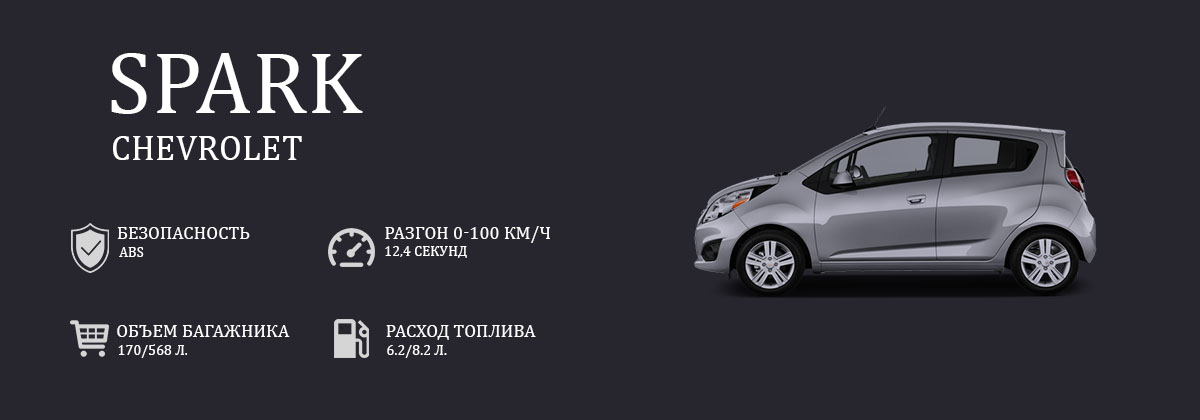 SPARK
CHEVROLET
БЕЗОПАСНОСТЬ
ABS
РАЗГОН 0-100 КМ/Ч
12,4 СЕКУНД
ОБЪЕМ БАГАЖНИКА
170/568 Л.
РАСХОД ТОПЛИВА
6.2/8.2 Л.